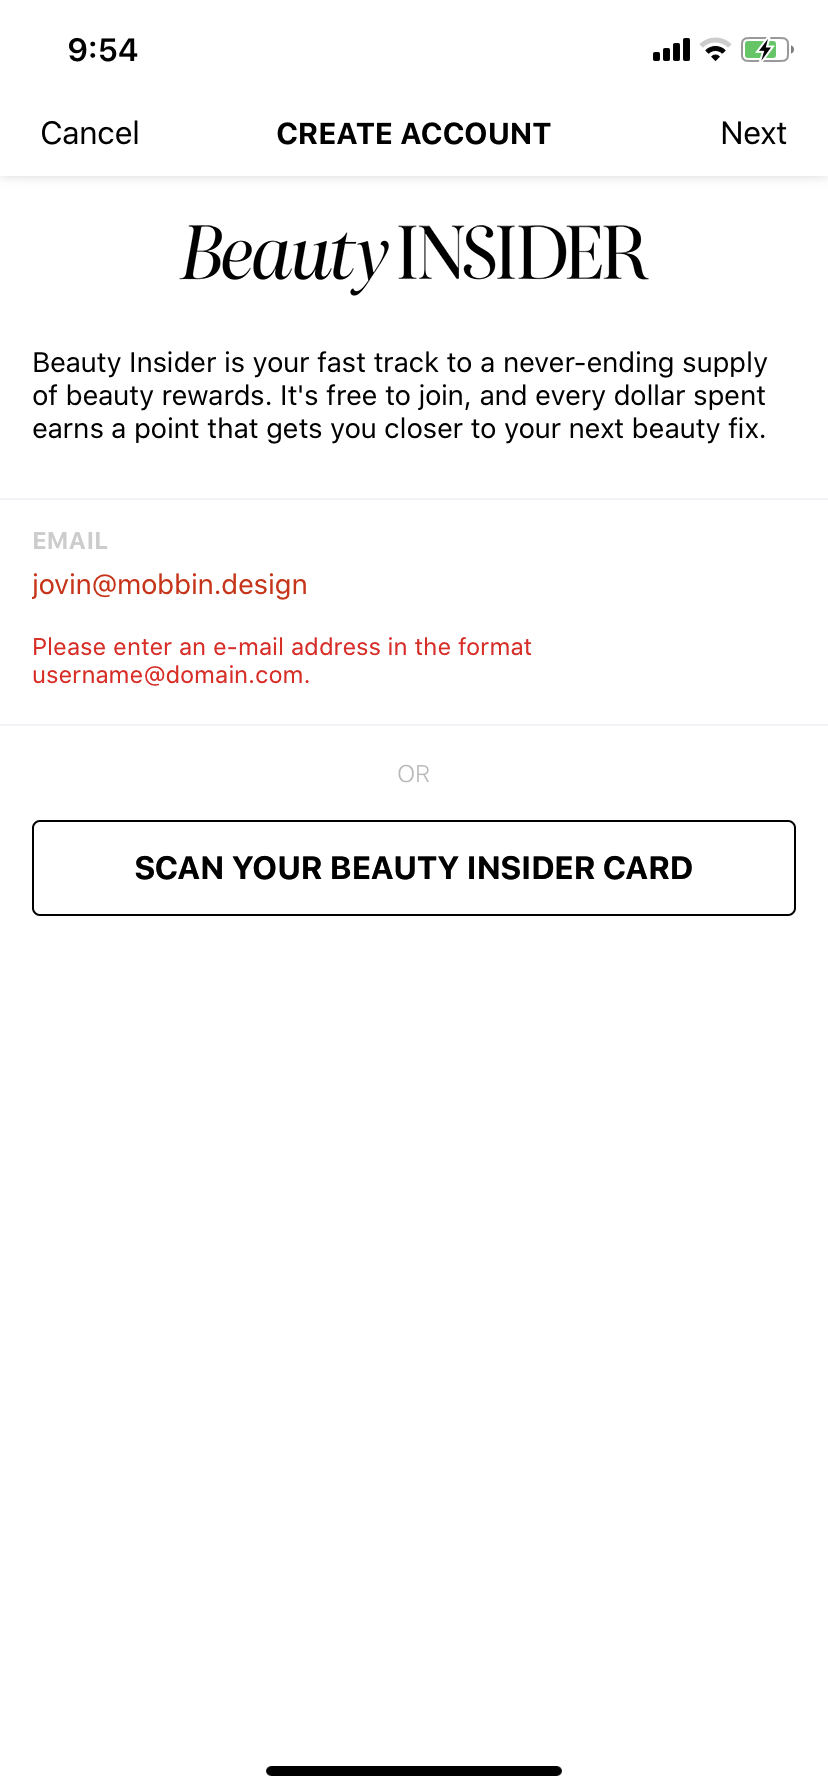 9:54
Cancel CREATE ACCOUNT Next
Beauty INSIDER
Beauty Insider is your fast track to a never-ending supply
of beauty rewards. It's free to join, and every dollar spent
earns a point that gets you closer to your next beauty fix.
EMAIL
jovin@mobbin.design
Please enter an e-mail address in the format
username@domain.com.
OR
SCAN YOUR BEAUTY INSIDER CARD